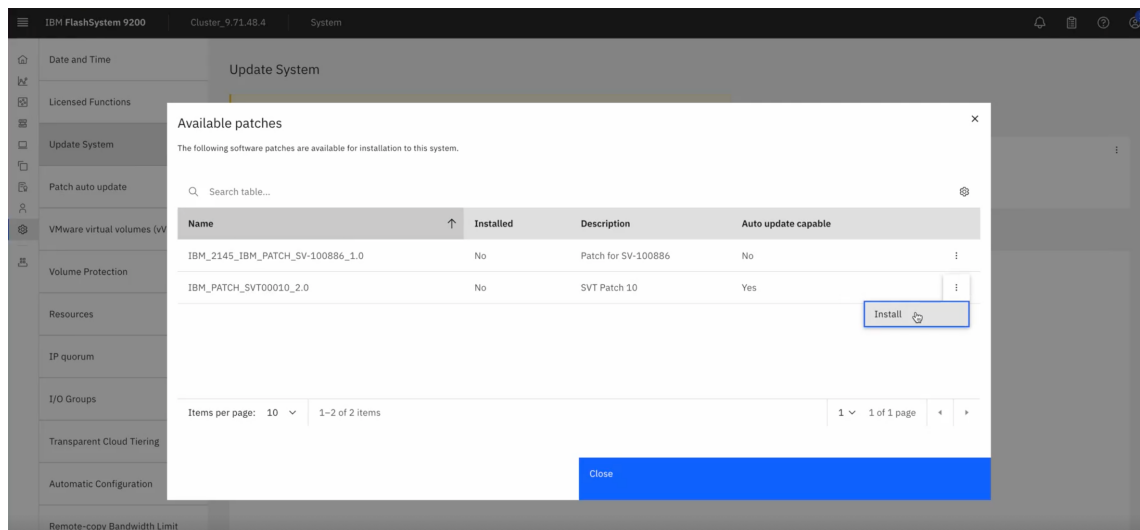 IBM FlashSystem 9200 Cluster_9.71.48.4 System
Date and Time
Update System
Licensed Functions
Update System
Patch auto update
VMware virtual volumes (vV
Volume Protection
Resources
IP quorum
I/O Groups
Transparent Cloud Tiering
Automatic Configuration
Remote-copy Bandwidth Limit
Available patches
The following software patches are available for installation to this system.
Search table...
Name Installed Description Auto update capable
IBM_2145_IBM_PATCH_SV-100886_1.0 No Patch for SV-100886 No
IBM_PATCH_SVT00010_2.0 No SVT Patch 10 Yes
Install
Items per page: 10 1–2 of 2 items 1 1 of 1 page
Close